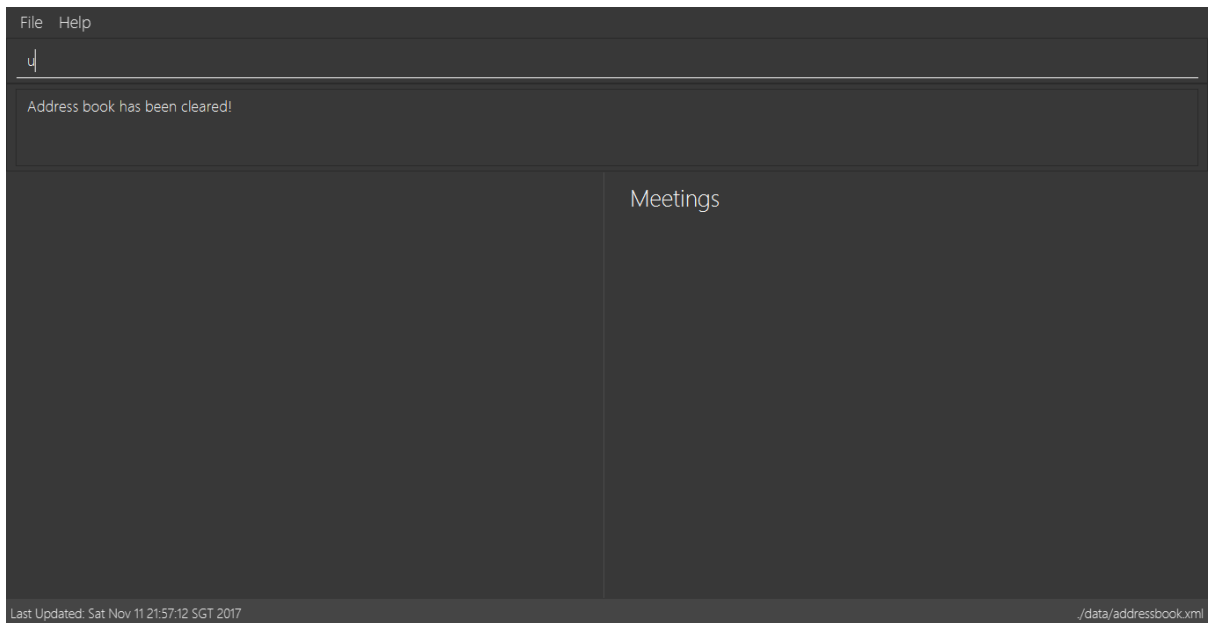 File Help
u
Address book has been cleared!
Meetings
Last Updated: Sat Nov 11 21:57:12 SGT 2017
./data/addressbook.xml